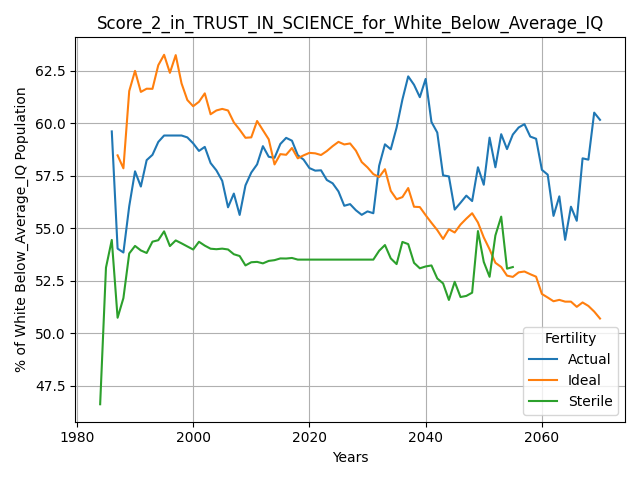 Score_2_in_TRUST_IN_SCIENCE_for_White_Below_Average_IQ
% of White Below_Average_IQ Population
62.5
60.0
57.5
55.0
52.5
50.0
47.5
1980
2000
2020
2040
2060
Years
Fertility
Actual
Ideal
Sterile